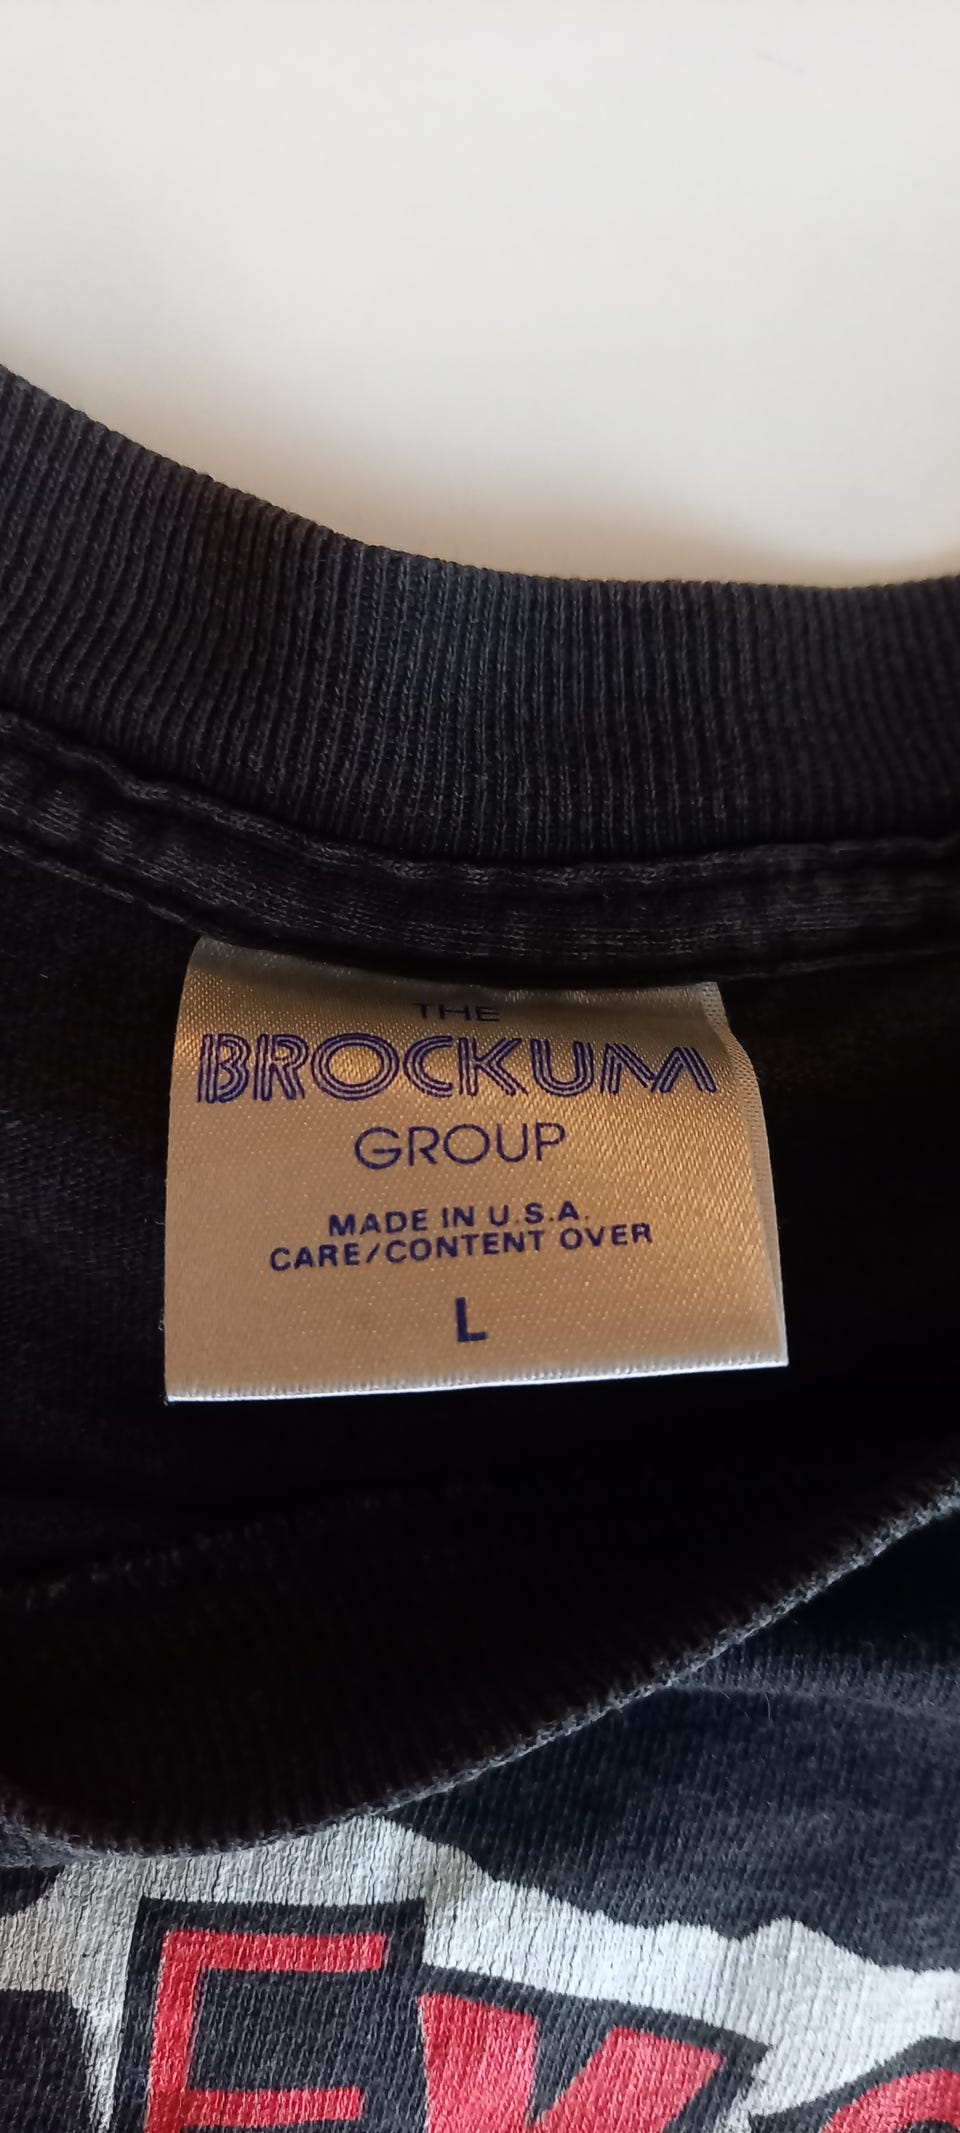 THE
BROCKUM
GROUP
MADE IN U.S.A.
CARE/CONTENT OVER
L